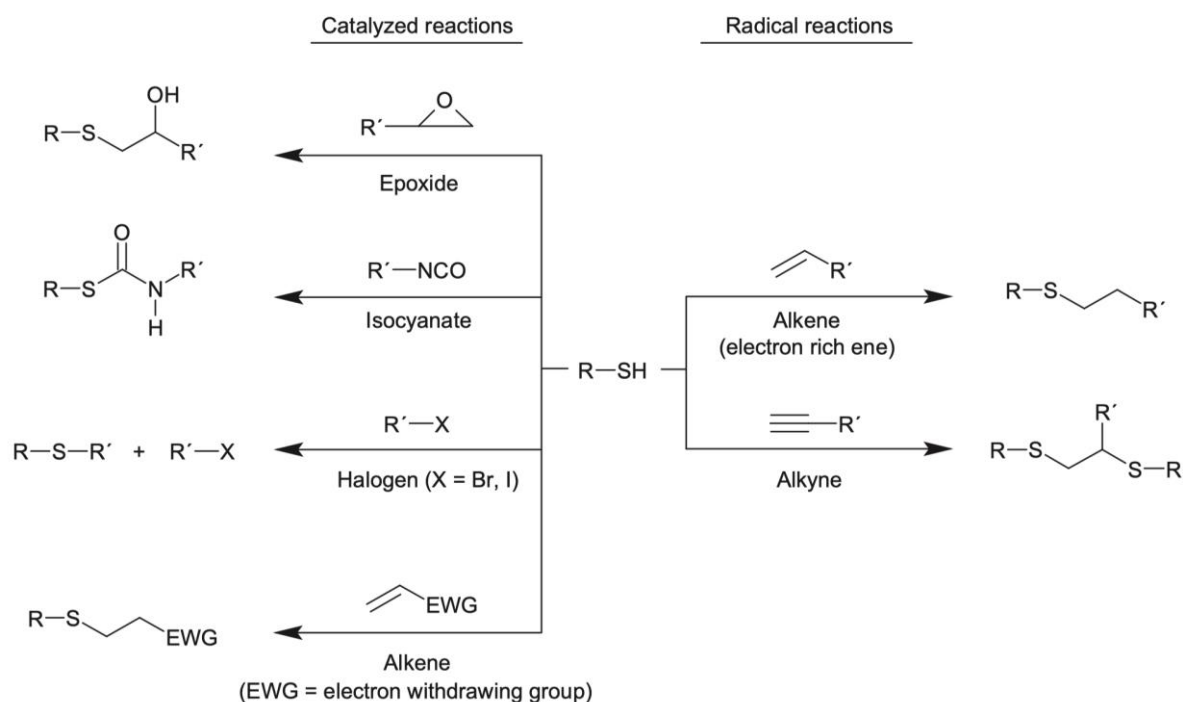 Catalyzed reactions
Radical reactions
OH
R—S
R´
O
R´
Epoxide
O
R—S
N
R´
H
R´—NCO
Isocyanate
R´
Alkene
(electron rich ene)
R—S
R´
R—SH
R—S—R´ + R´—X
R´—X
Halogen (X = Br, I)
R´
Alkyne
R´
R—S
S—R
R—S
EWG
EWG
Alkene
(EWG = electron withdrawing group)